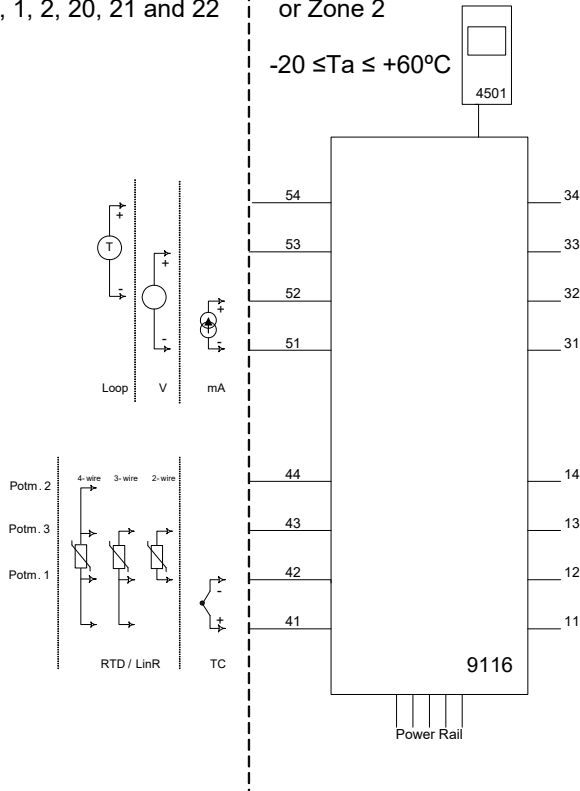 , 1, 2, 20, 21 and 22
or Zone 2
-20 ≤Ta ≤ +60ºC
4501
54
34
+
T
53
33
+
52
32
-
+
51
31
-
-
Loop
V
mA
44
14
4-wire
3-wire
2-wire
Potm. 2
43
13
Potm. 3
42
12
Potm. 1
-
41
11
+
RTD / LinR
TC
9116
Power Rail